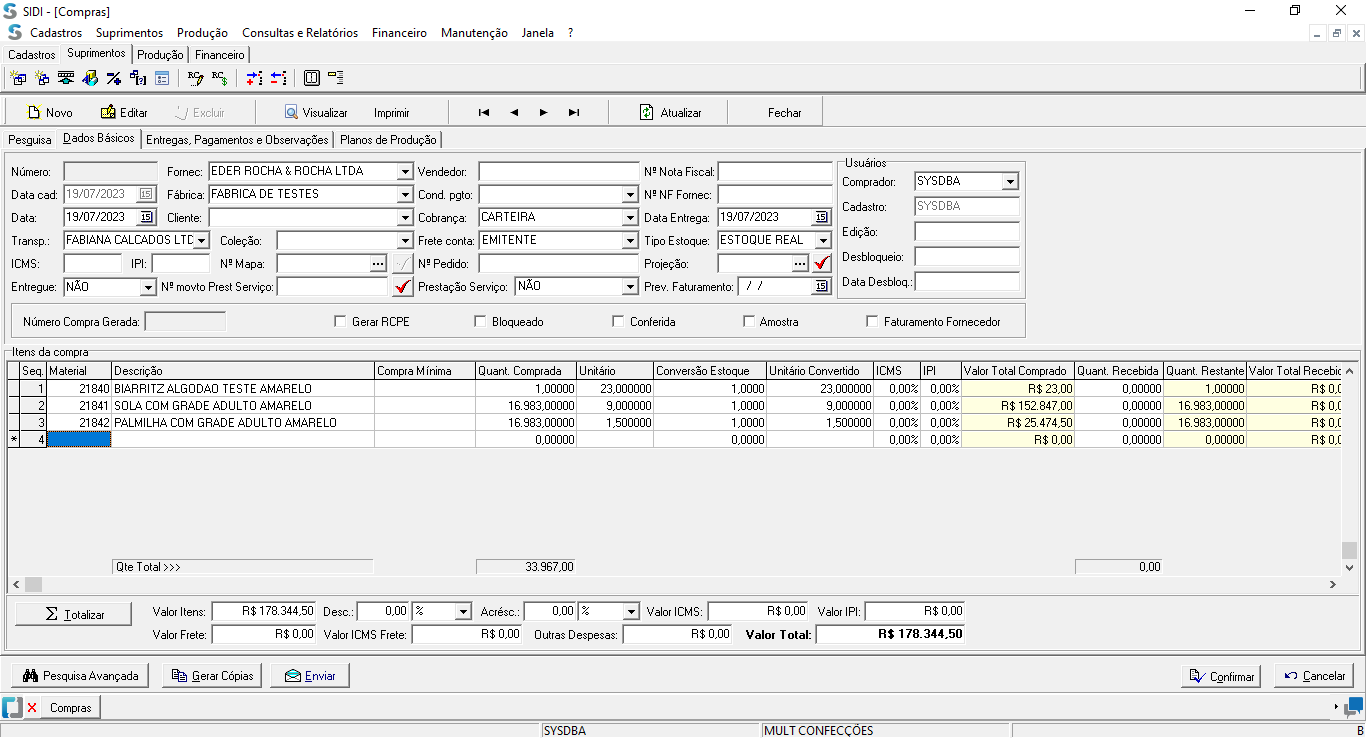 SIDI - [Compras]
Cadastros Suprimentos Produção Consultas e Relatórios Financeiro Manutenção Janela ?
Cadastros Suprimentos Produção Financeiro
Novo Editar Excluir Visualizar Imprimir Atualizar Fechar
Pesquisa Dados Básicos Entregas, Pagamentos e Observações Planos de Produção
Número: Fornec: EDER ROCHA & ROCHA LTDA Vendedor: Nº Nota Fiscal: Usuários
Comprador: SYSDBA
Data cad: 19/07/2023 15 Fábrica: FABRICA DE TESTES Cond. pgto: Nº NF Fornec:
Cadastro: SYSDBA
Data: 19/07/2023 15 Cliente: Cobrança: CARTEIRA Data Entrega: 19/07/2023 15
Edição:
Transp.: FABIANA CALCADOS LTC Coleção: Frete conta: EMITENTE Tipo Estoque: ESTOQUE REAL
Desbloqueio:
ICMS: IPI: Nº Mapa: ... Nº Pedido: Projeção: ...
Data Desbloq.:
Entregue: NÃO Nº movto Prest Serviço: Prestação Serviço: NÃO Prev. Faturamento: / / 15
Número Compra Gerada: Gerar RCPE Bloqueado Conferida Amostra Faturamento Fornecedor
Itens da compra
Seq. Material Descrição Compra Mínima Quant. Comprada Unitário Conversão Estoque Unitário Convertido ICMS IPI Valor Total Comprado Quant. Recebida Quant. Restante Valor Total Recebic
1 21840 BIARRITZ ALGODAO TESTE AMARELO 1,00000 23,000000 1,0000 23,000000 0,00% 0,00% R$ 23,00 0,00000 1,00000 R$ 0,0
2 21841 SOLA COM GRADE ADULTO AMARELO 16.983,00000 9,000000 1,0000 9,000000 0,00% 0,00% R$ 152.847,00 0,00000 16.983,00000 R$ 0,0
3 21842 PALMILHA COM GRADE ADULTO AMARELO 16.983,00000 1,500000 1,0000 1,500000 0,00% 0,00% R$ 25.474,50 0,00000 16.983,00000 R$ 0,0
* 4 0,00000 0,0000 0,00% 0,00% R$ 0,00 0,00000 0,00000 R$ 0,0
Qte Total >>> 33.967,00 0,00
Σ Totalizar Valor Itens: R$ 178.344,50 Desc.: 0,00 % Acrésc.: 0,00 % Valor ICMS: R$ 0,00 Valor IPI: R$ 0,00
Valor Frete: R$ 0,00 Valor ICMS Frete: R$ 0,00 Outras Despesas: R$ 0,00 Valor Total: R$ 178.344,50
Pesquisa Avançada Gerar Cópias Enviar Confirmar Cancelar
Compras
SYSDBA MULT CONFECÇÕES B